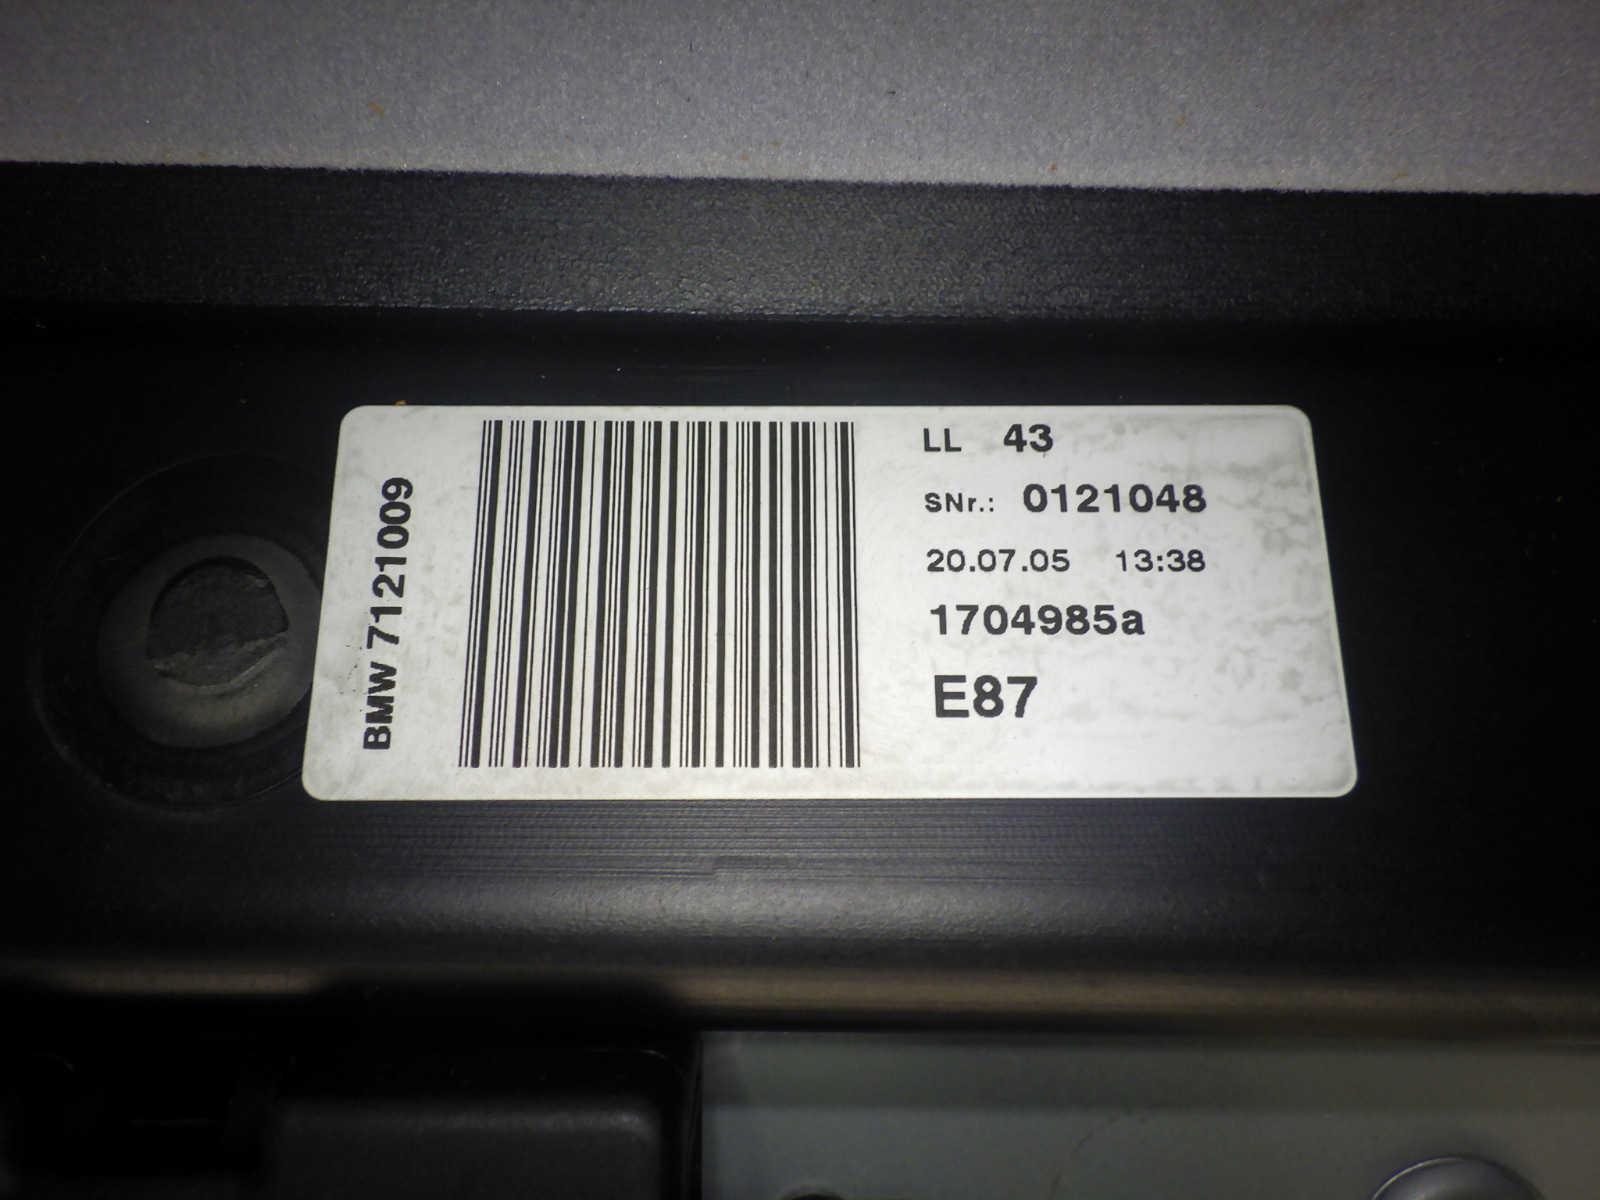 BMW 7121009
LL 43
SNr.: 0121048
20.07.05 13:38
1704985a
E87